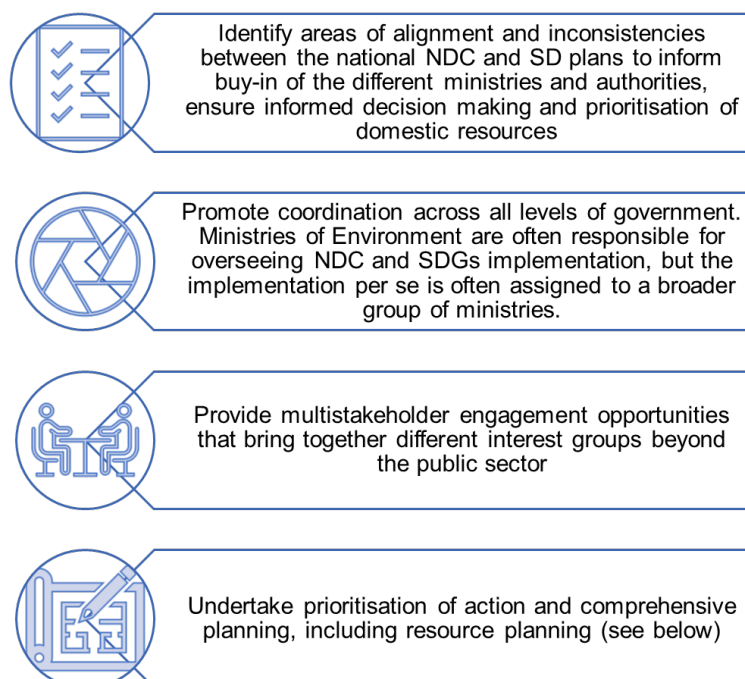 Identify areas of alignment and inconsistencies
between the national NDC and SD plans to inform
buy-in of the different ministries and authorities,
ensure informed decision making and prioritisation of
domestic resources
Promote coordination across all levels of government.
Ministries of Environment are often responsible for
overseeing NDC and SDGs implementation, but the
implementation per se is often assigned to a broader
group of ministries.
Provide multistakeholder engagement opportunities
that bring together different interest groups beyond
the public sector
Undertake prioritisation of action and comprehensive
planning, including resource planning (see below)